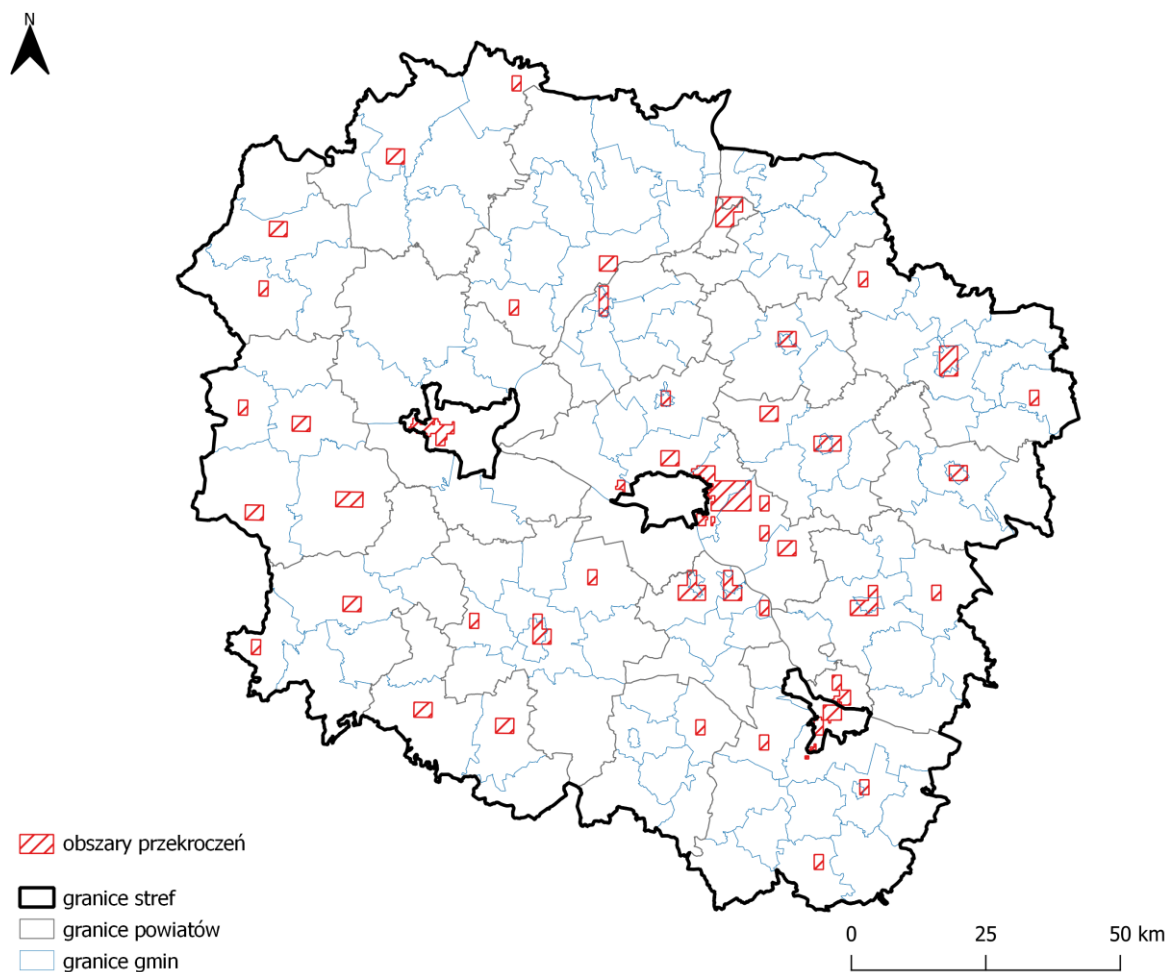 N
obszary przekroczeń
granice stref
granice powiatów
granice gmin
0 25 50 km